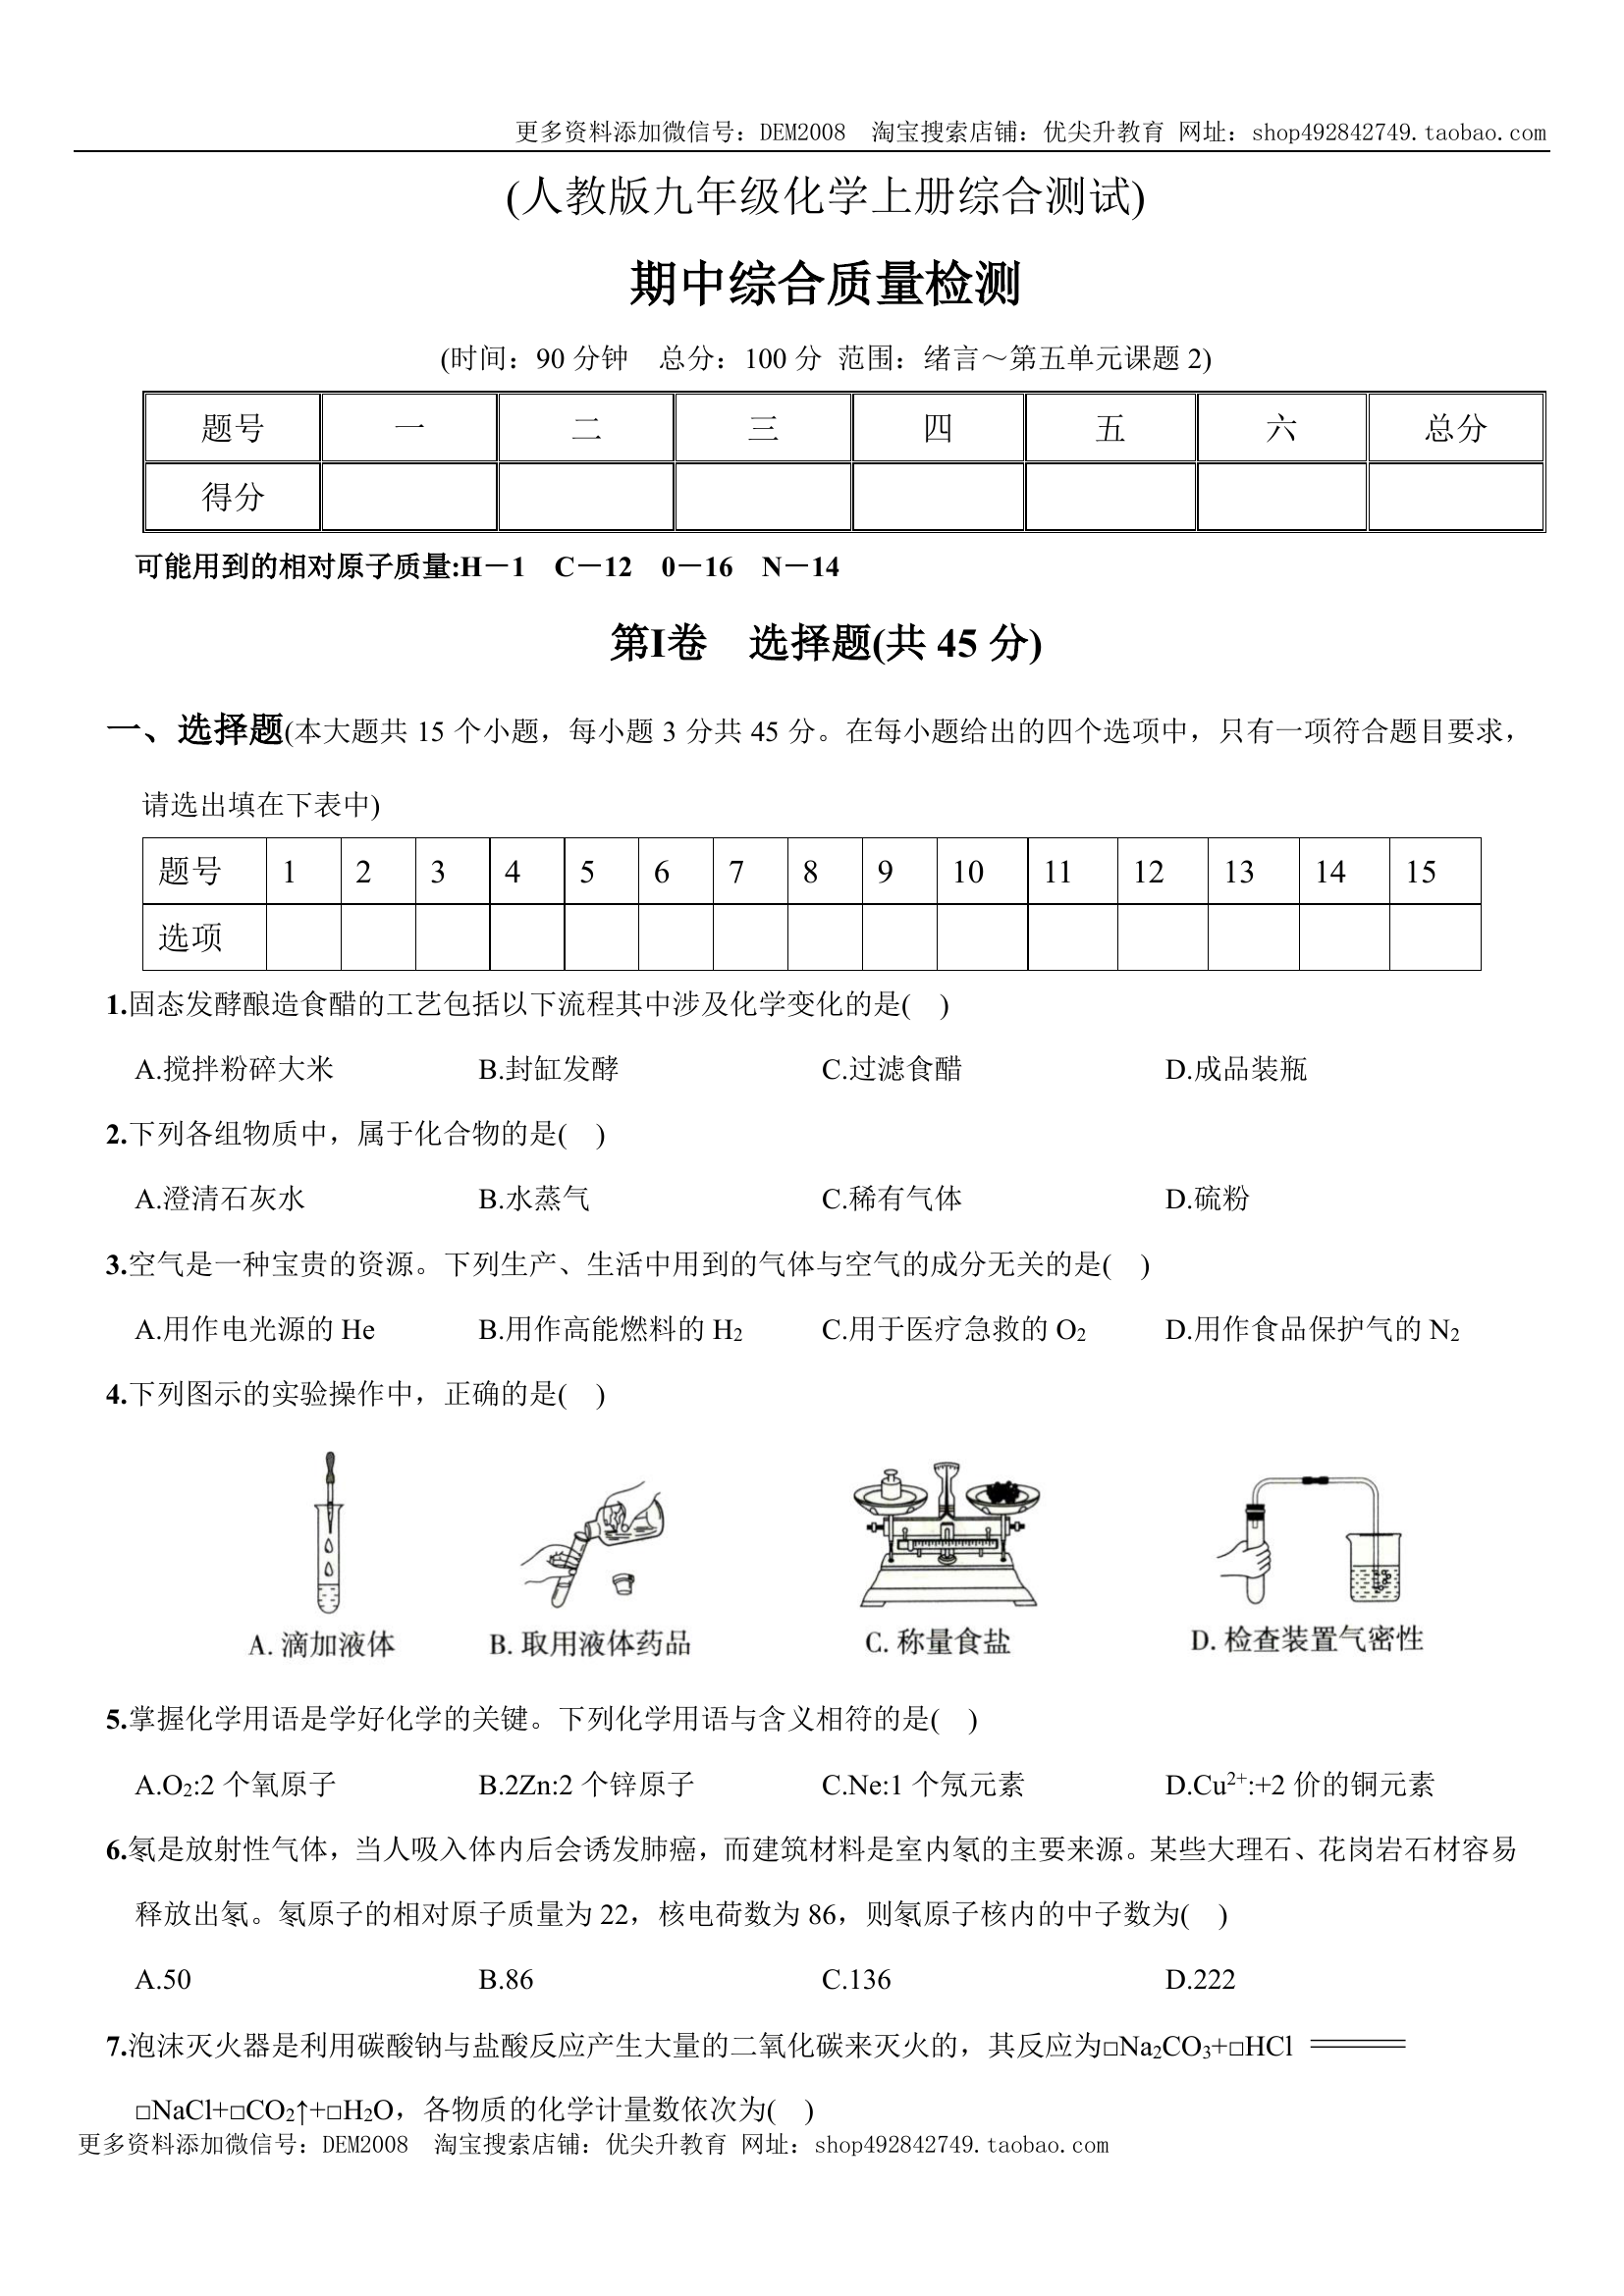 更多资料添加微信号：DEM2008 淘宝搜索店铺：优尖升教育 网址：shop492842749.taobao.com
(人教版九年级化学上册综合测试)
期中综合质量检测
(时间：90 分钟 总分：100 分 范围：绪言～第五单元课题 2)
题号 一 二 三 四 五 六 总分
得分
可能用到的相对原子质量:H－1 C－12 0－16 N－14
第I卷 选择题(共 45 分)
一、选择题(本大题共 15 个小题，每小题 3 分共 45 分。在每小题给出的四个选项中，只有一项符合题目要求，
请选出填在下表中)
题号 1 2 3 4 5 6 7 8 9 10 11 12 13 14 15
选项
1.固态发酵酿造食醋的工艺包括以下流程其中涉及化学变化的是( )
A.搅拌粉碎大米 B.封缸发酵 C.过滤食醋 D.成品装瓶
2.下列各组物质中，属于化合物的是( )
A.澄清石灰水 B.水蒸气 C.稀有气体 D.硫粉
3.空气是一种宝贵的资源。下列生产、生活中用到的气体与空气的成分无关的是( )
A.用作电光源的 He B.用作高能燃料的 H₂ C.用于医疗急救的 O₂ D.用作食品保护气的 N₂
4.下列图示的实验操作中，正确的是( )
A. 滴加液体 B. 取用液体药品 C. 称量食盐 D. 检查装置气密性
5.掌握化学用语是学好化学的关键。下列化学用语与含义相符的是( )
A.O₂:2 个氧原子 B.2Zn:2 个锌原子 C.Ne:1 个氖元素 D.Cu²⁺:+2 价的铜元素
6.氡是放射性气体，当人吸入体内后会诱发肺癌，而建筑材料是室内氡的主要来源。某些大理石、花岗岩石材容易
释放出氡。氡原子的相对原子质量为 22，核电荷数为 86，则氡原子核内的中子数为( )
A.50 B.86 C.136 D.222
7.泡沫灭火器是利用碳酸钠与盐酸反应产生大量的二氧化碳来灭火的，其反应为□Na₂CO₃+□HCl ═══
□NaCl+□CO₂↑+□H₂O，各物质的化学计量数依次为( )
更多资料添加微信号：DEM2008 淘宝搜索店铺：优尖升教育 网址：shop492842749.taobao.com